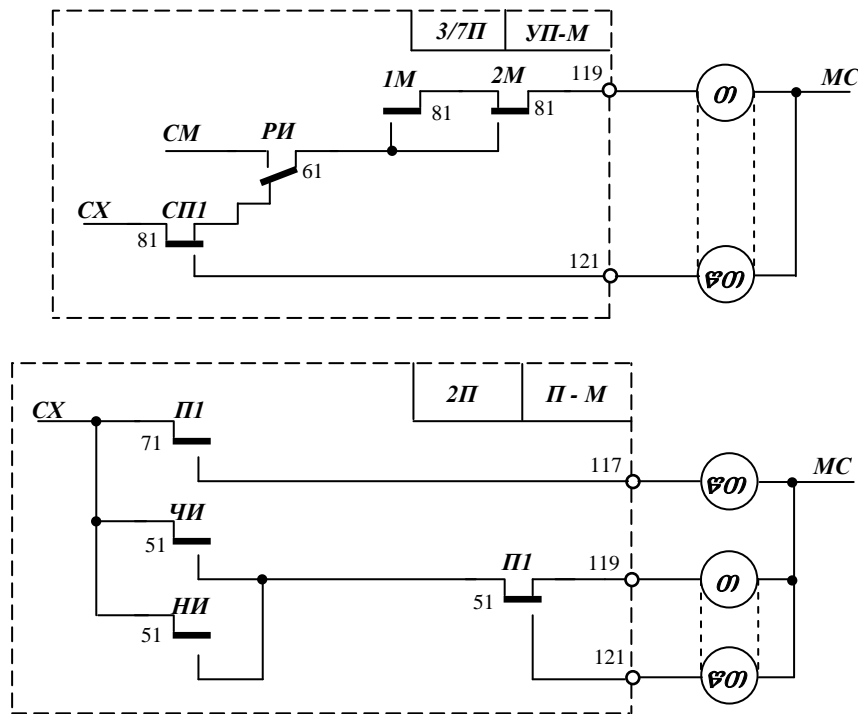 3/7П УП-М
1М 2М 119 МС
81 81
СМ РИ
61
СХ СП1
81
121
2П П - М
СХ П1
71
117 МС
ЧИ
51
П1 119
51
НИ
51
121